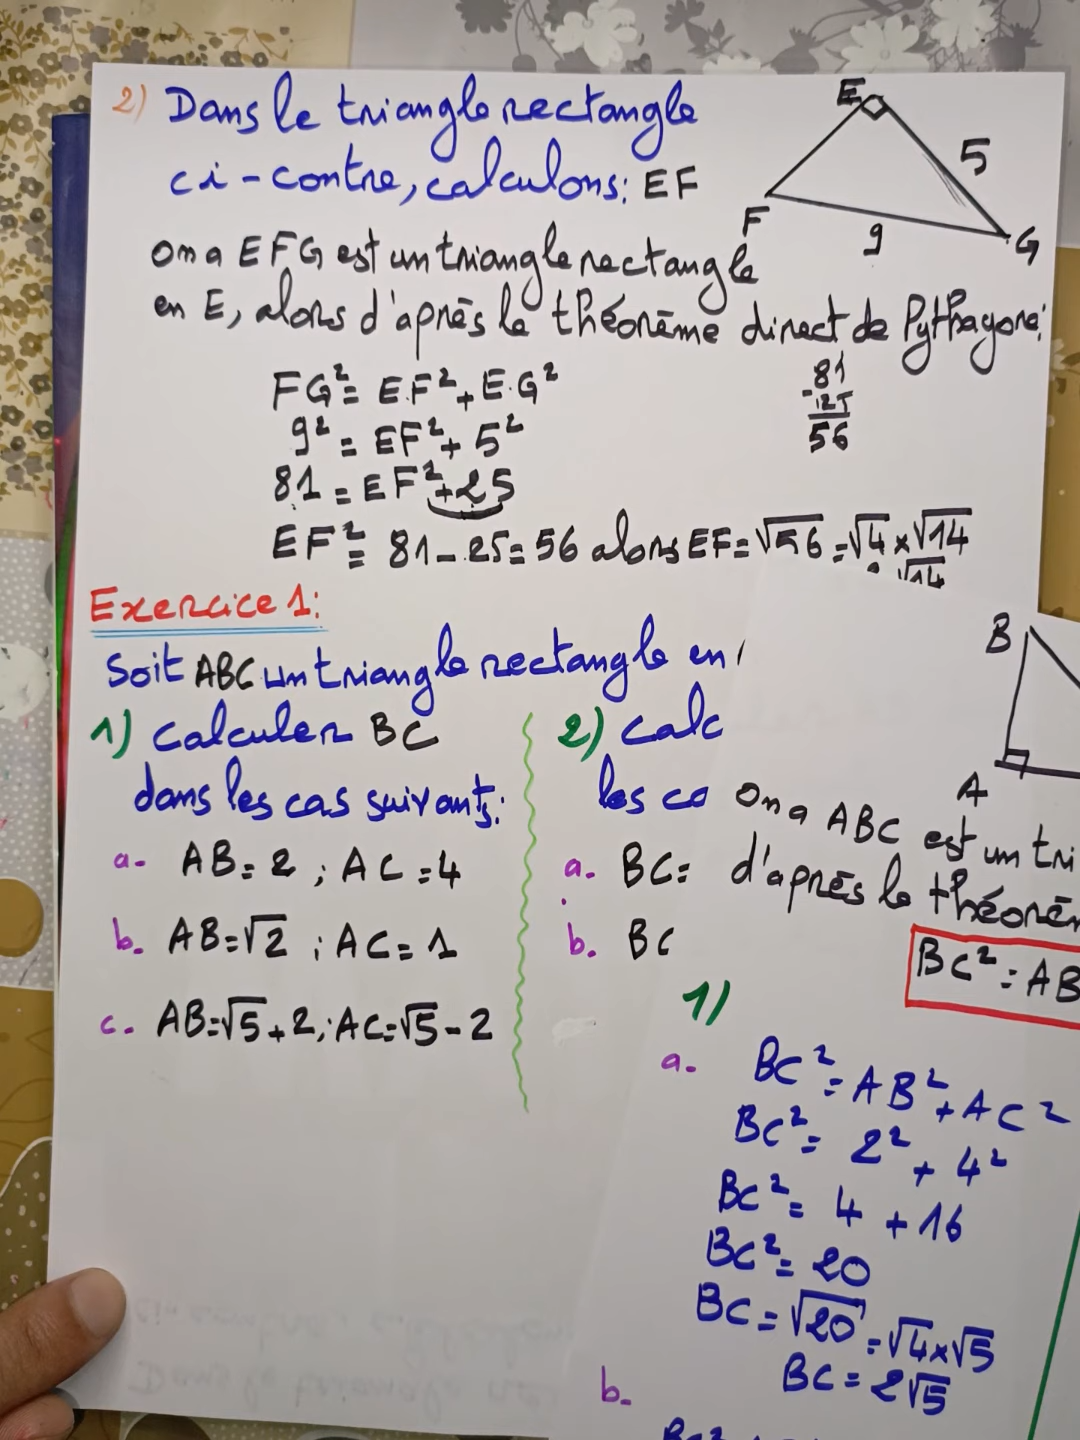 2) Dans le triangle rectangle
ci-contre, calculons: EF
E
5
F
9
G
On a EFG est un triangle rectangle
en E, alors d'après le théorème direct de Pythagore:
FG² = EF² + EG²
9² = EF² + 5²
81 = EF² + 25
EF² = 81 - 25 = 56 alors EF = √56 = √4 × √14
√14
81
- 25
56
Exercice 1:
Soit ABC un triangle rectangle en
1) Calculer BC
dans les cas suivants:
a- AB = 2 ; AC = 4
b. AB = √2 ; AC = 1
c. AB = √5 + 2 ; AC = √5 - 2
2) Calc
les ca
a. BC =
b. BC
B
A
On a ABC est un tri
d'après le théorèm
BC² = AB
1)
a. BC² = AB² + AC²
BC² = 2² + 4²
BC² = 4 + 16
BC² = 20
BC = √20 = √4 × √5
BC = 2√5
b.